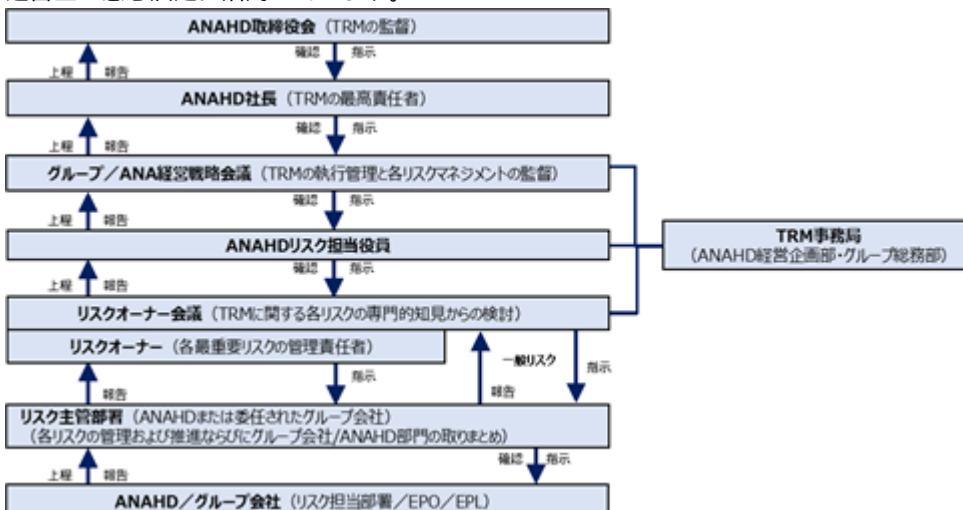 ANAHD取締役会（TRMの監督）
上程 報告 確認 指示
ANAHD社長（TRMの最高責任者）
上程 報告 確認 指示
グループ／ANA経営戦略会議（TRMの執行管理と各リスクマネジメントの監督）
上程 報告 確認 指示
ANAHDリスク担当役員
上程 報告 確認 指示
TRM事務局
（ANAHD経営企画部・グループ総務部）
リスクオーナー会議（TRMに関する各リスクの専門的知見からの検討）
リスクオーナー（各最重要リスクの管理責任者）
報告 指示 報告 一般リスク 指示
リスク主管部署（ANAHDまたは委任されたグループ会社）
（各リスクの管理および推進ならびにグループ会社/ANAHD部門の取りまとめ）
上程 報告 確認 指示
ANAHD／グループ会社（リスク担当部署／EPO／EPL）